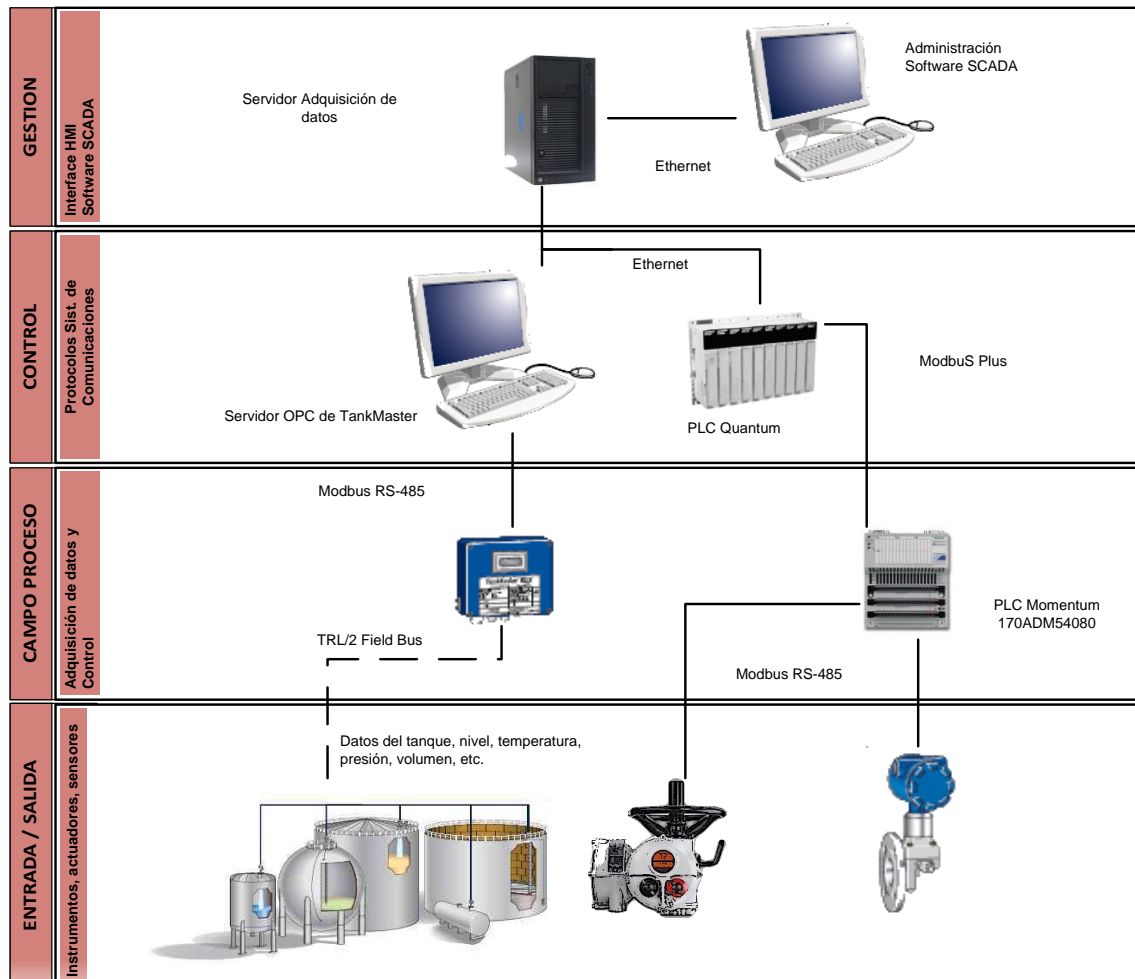 GESTION
Interface HMI
Software SCADA
Servidor Adquisición de
datos
Administración
Software SCADA
Ethernet
CONTROL
Protocolos Sist. de
Comunicaciones
Ethernet
ModbuS Plus
Servidor OPC de TankMaster
PLC Quantum
CAMPO PROCESO
Adquisición de datos y
Control
Modbus RS-485
TRL/2 Field Bus
PLC Momentum
170ADM54080
Modbus RS-485
ENTRADA / SALIDA
Instrumentos, actuadores, sensores
Datos del tanque, nivel, temperatura,
presión, volumen, etc.